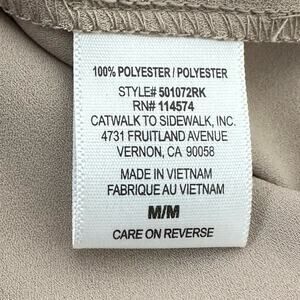 100% POLYESTER / POLYESTER
STYLE# 501072RK
RN# 114574
CATWALK TO SIDEWALK, INC.
4731 FRUITLAND AVENUE
VERNON, CA 90058
MADE IN VIETNAM
FABRIQUE AU VIETNAM
M/M
CARE ON REVERSE